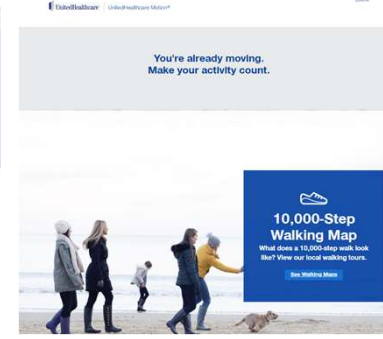 UnitedHealthcare | UnitedHealthcare Motion®
You're already moving.
Make your activity count.
10,000-Step
Walking Map
What does a 10,000-step walk look
like? View our local walking tours.
See Walking Maps